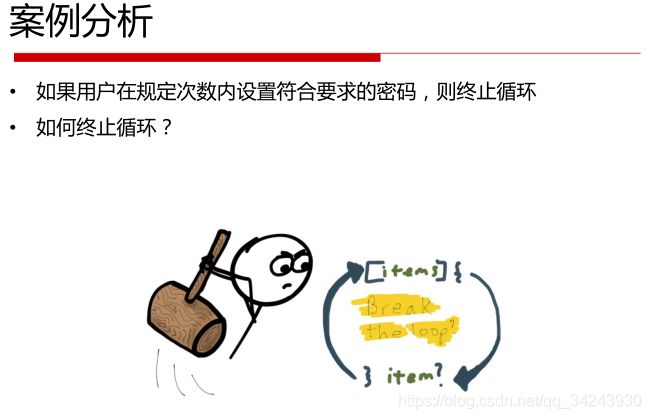 案例分析
• 如果用户在规定次数内设置符合要求的密码，则终止循环
• 如何终止循环？
[items] {
Break
the loop?
} item?
https://blog.csdn.net/qq_34243930